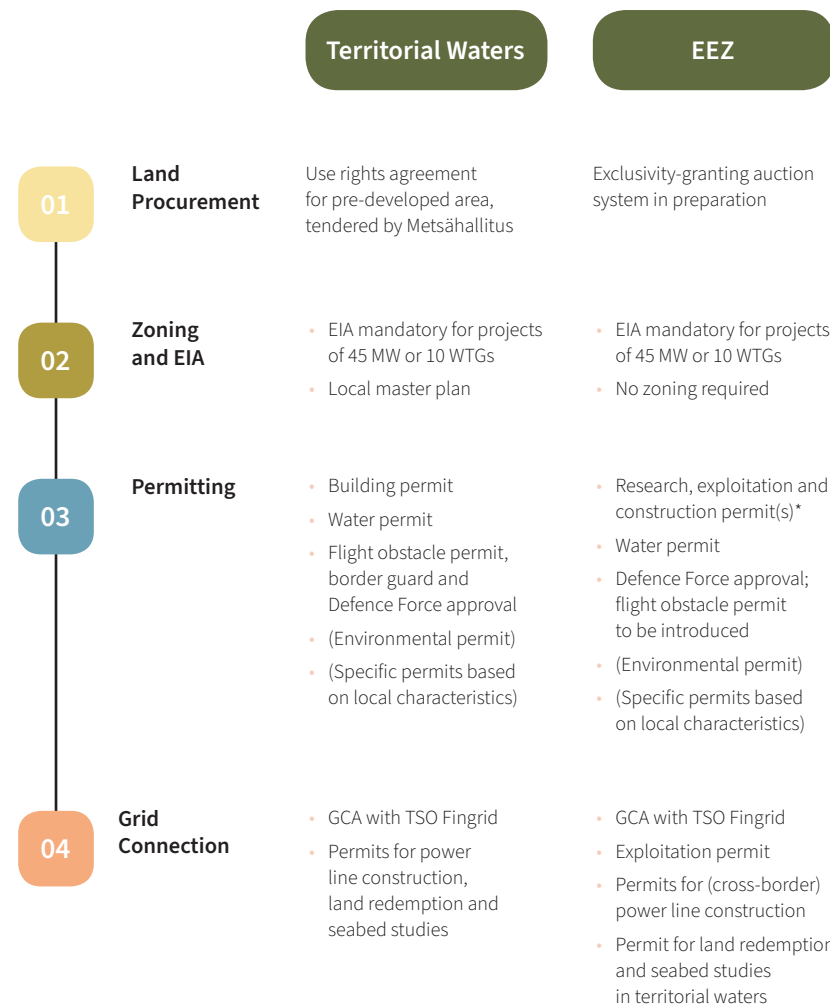 Territorial Waters
EEZ
01
Land
Procurement
Use rights agreement
for pre-developed area,
tendered by Metsähallitus
Exclusivity-granting auction
system in preparation
02
Zoning
and EIA
• EIA mandatory for projects
of 45 MW or 10 WTGs
• Local master plan
• EIA mandatory for projects
of 45 MW or 10 WTGs
• No zoning required
03
Permitting
• Building permit
• Water permit
• Flight obstacle permit,
border guard and
Defence Force approval
• (Environmental permit)
• (Specific permits based
on local characteristics)
• Research, exploitation and
construction permit(s)*
• Water permit
• Defence Force approval;
flight obstacle permit
to be introduced
• (Environmental permit)
• (Specific permits based
on local characteristics)
04
Grid
Connection
• GCA with TSO Fingrid
• Permits for power
line construction,
land redemption and
seabed studies
• GCA with TSO Fingrid
• Exploitation permit
• Permits for (cross-border)
power line construction
• Permit for land redemption
and seabed studies
in territorial waters